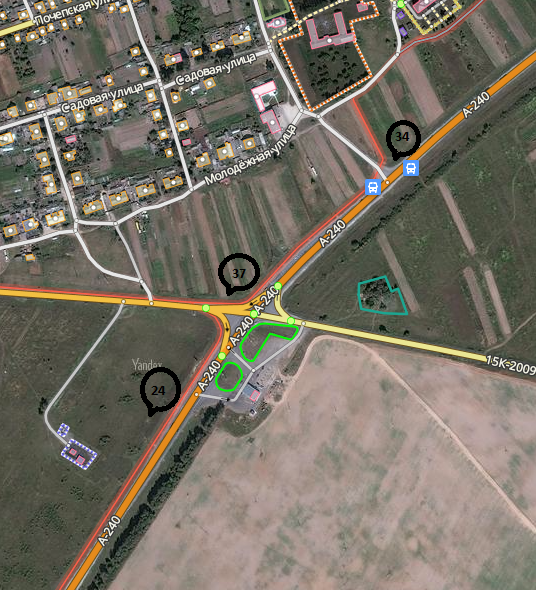 Почепская ул
Садовая улица
Садовая улица
А-240
34
Молодёжная улица
А-240
37
А-240
А-240
15К-2009
Yandex
А-240
24
А-240